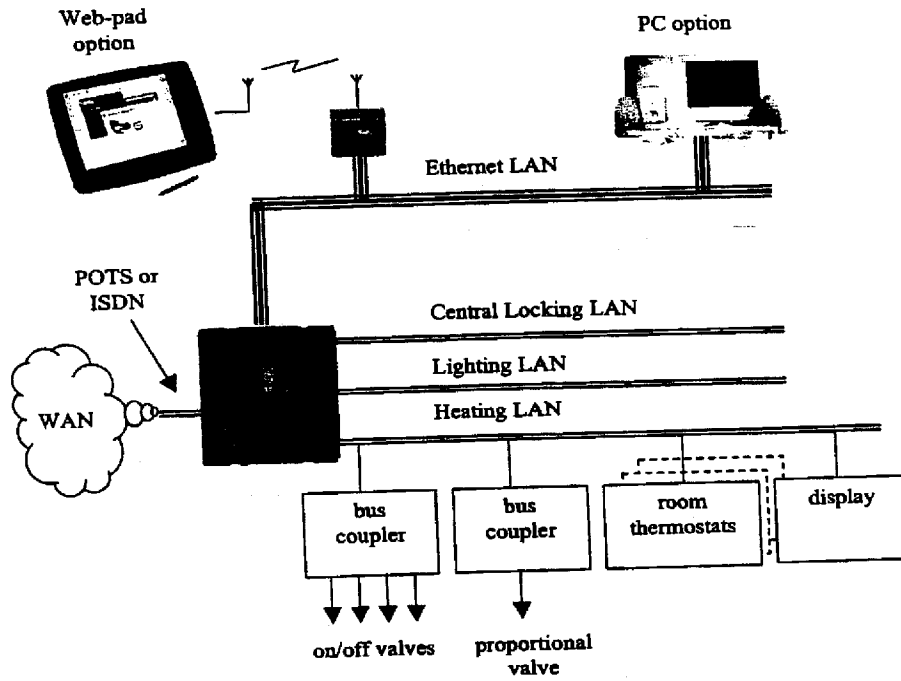 Web-pad
option
PC option
Ethernet LAN
POTS or
ISDN
Central Locking LAN
Lighting LAN
WAN
Heating LAN
bus
coupler
bus
coupler
room
thermostats
display
on/off valves
proportional
valve